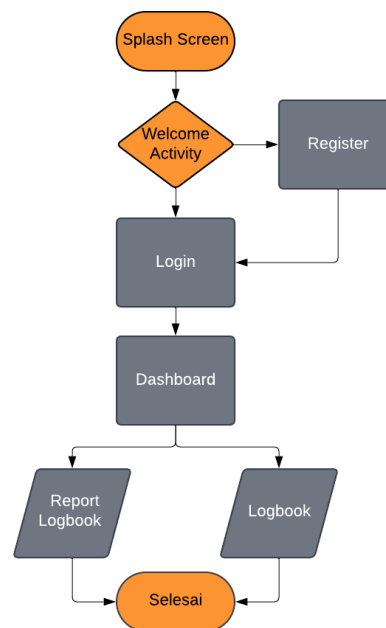 Splash Screen
Welcome
Activity
Register
Login
Dashboard
Report
Logbook
Logbook
Selesai